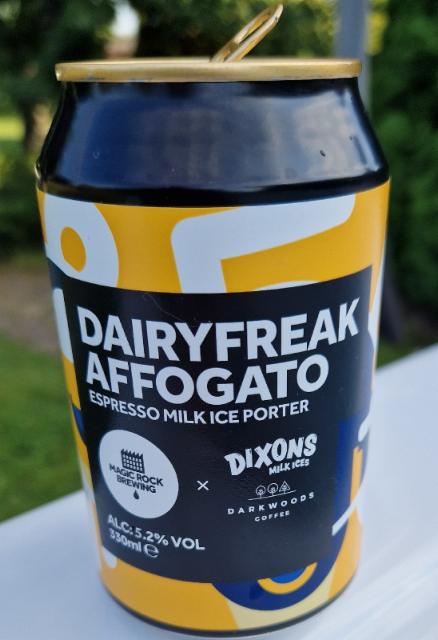 DAIRYFREAK
AFFOGATO
ESPRESSO MILK ICE PORTER
MAGIC ROCK
BREWING
×
DIXONS
MILK ICES
DARKWOODS
COFFEE
ALC: 5.2% VOL
330ml ℮